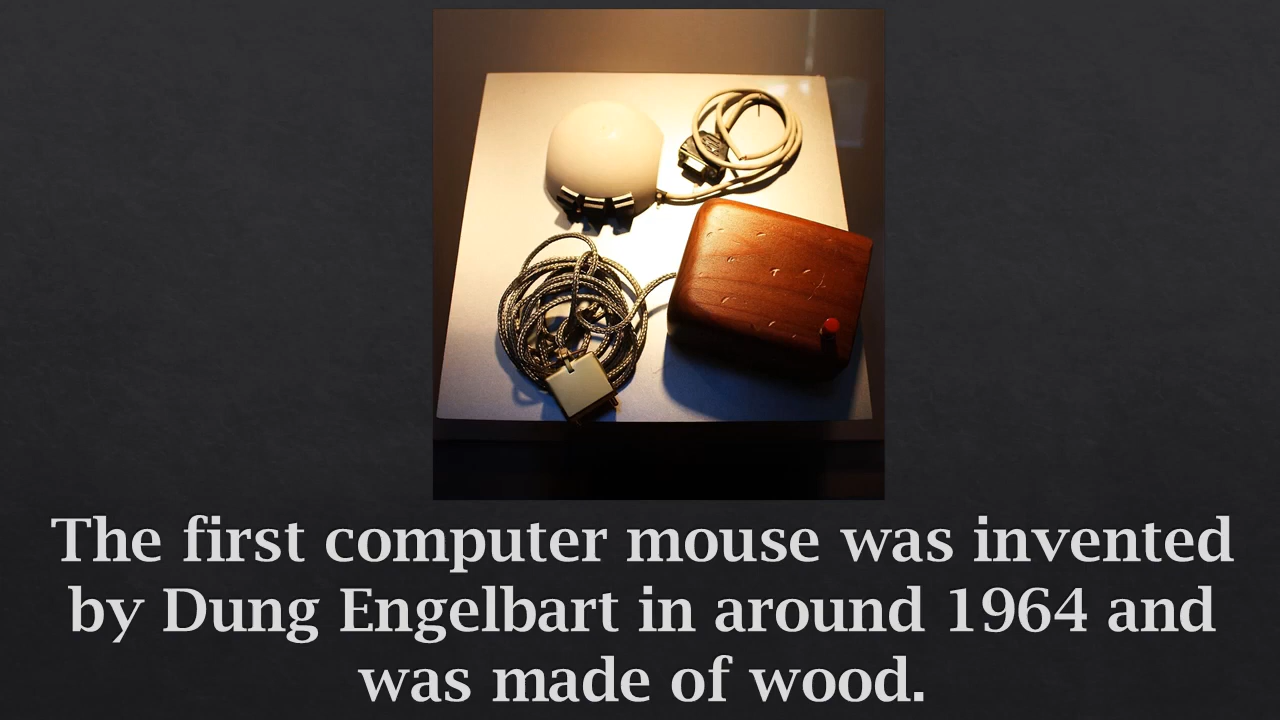 The first computer mouse was invented
by Dung Engelbart in around 1964 and
was made of wood.